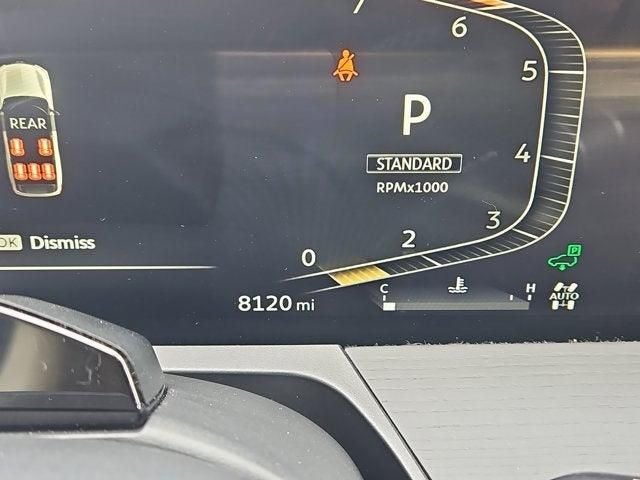 7
6
5
REAR
P
4
STANDARD
RPMx1000
3
2
OK Dismiss
0
P
8120 mi
C H
AUTO